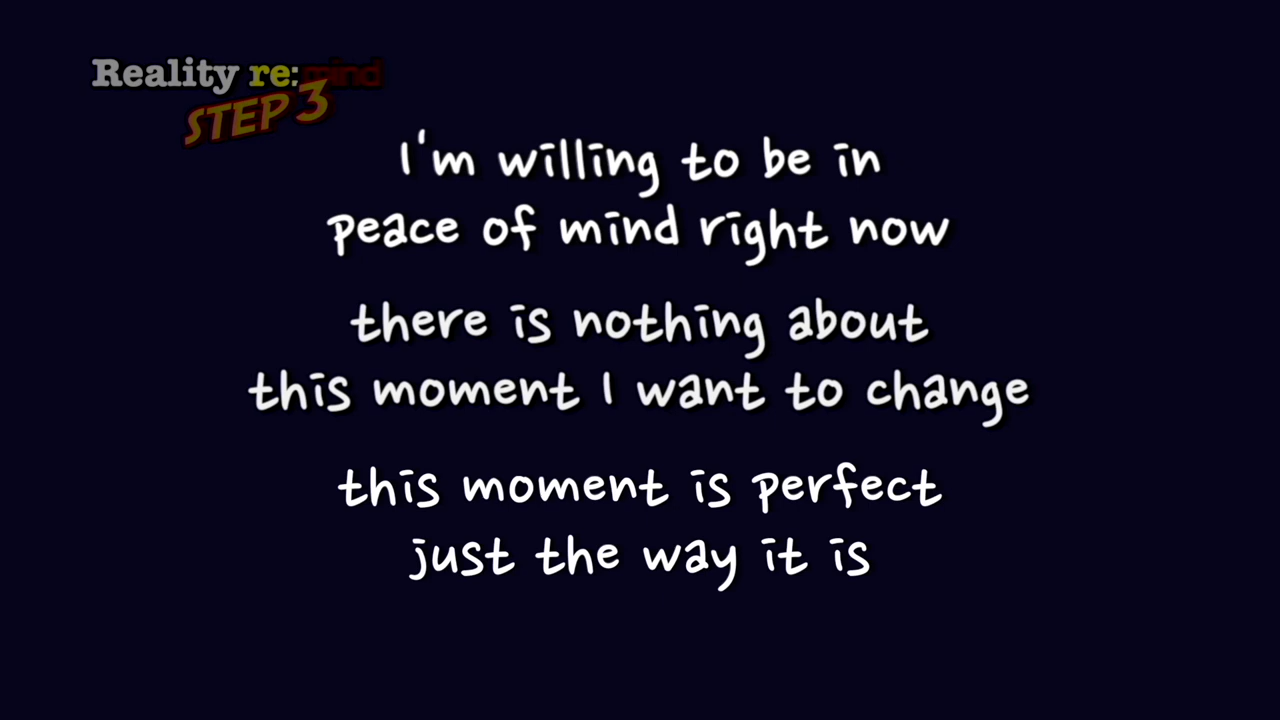 Reality re:mind
STEP 3
I'm willing to be in
peace of mind right now
there is nothing about
this moment I want to change
this moment is perfect
just the way it is